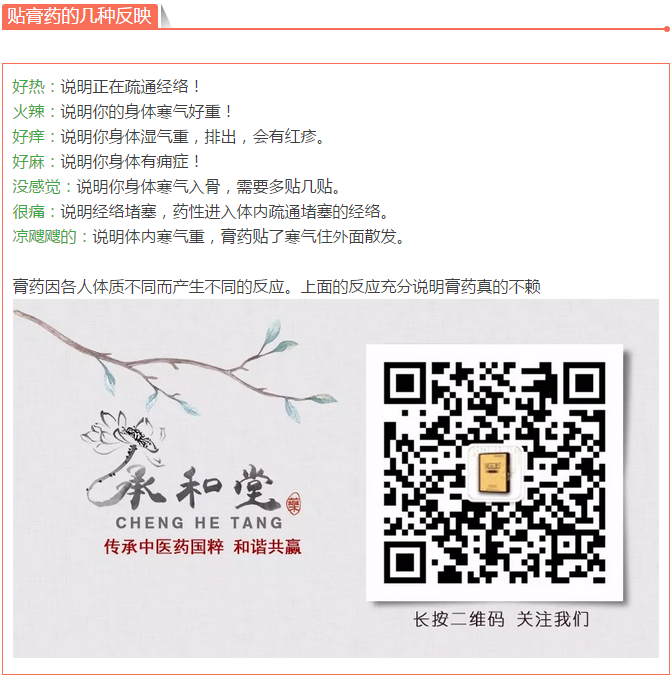 贴膏药的几种反映
好热：说明正在疏通经络！
火辣：说明你的身体寒气好重！
好痒：说明你身体湿气重，排出，会有红疹。
好麻：说明你身体有痈症！
没感觉：说明你身体寒气入骨，需要多贴几贴。
很痛：说明经络堵塞，药性进入体内疏通堵塞的经络。
凉飕飕的：说明体内寒气重，膏药贴了寒气往外面散发。
膏药因各人体质不同而产生不同的反应。上面的反应充分说明膏药真的不赖
承和堂
CHENG HE TANG
传承中医药国粹 和谐共赢
长按二维码 关注我们